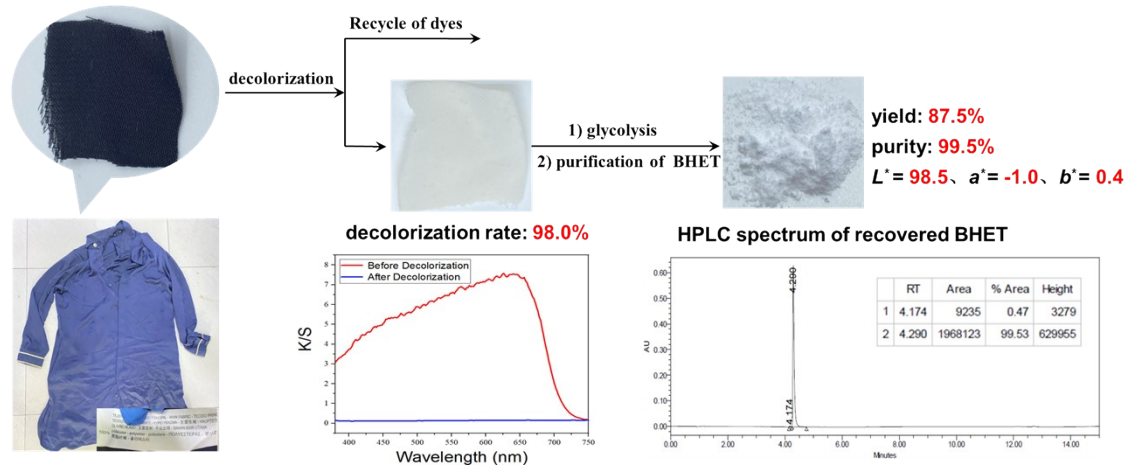 Recycle of dyes
decolorization
1) glycolysis
2) purification of BHET
yield: 87.5%
purity: 99.5%
L*= 98.5、a*= -1.0、b*= 0.4
decolorization rate: 98.0%
HPLC spectrum of recovered BHET
Before Decolorization
After Decolorization
K/S
8
7
6
5
4
3
2
1
0
400 450 500 550 600 650 700 750
Wavelength (nm)
AU
0.60
0.50
0.40
0.30
0.20
0.10
0.00
4.174
4.290
RT Area % Area Height
1 4.174 9235 0.47 3279
2 4.290 1968123 99.53 629955
0.00 2.00 4.00 6.00 8.00 10.00 12.00 14.00
Minutes